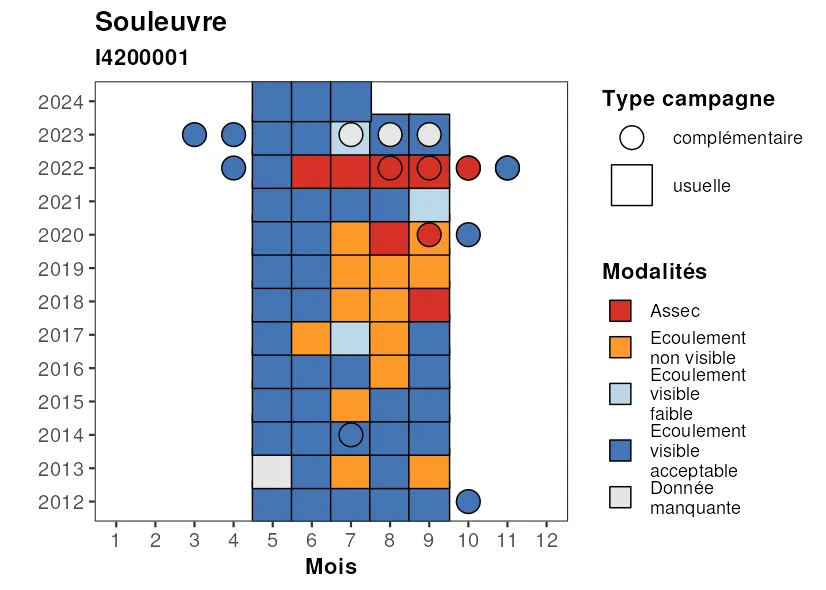 Souleuvre
I4200001
2024
2023
2022
2021
2020
2019
2018
2017
2016
2015
2014
2013
2012
1 2 3 4 5 6 7 8 9 10 11 12
Mois
Type campagne
complémentaire
usuelle
Modalités
Assec
Ecoulement
non visible
Ecoulement
visible
faible
Ecoulement
visible
acceptable
Donnée
manquante